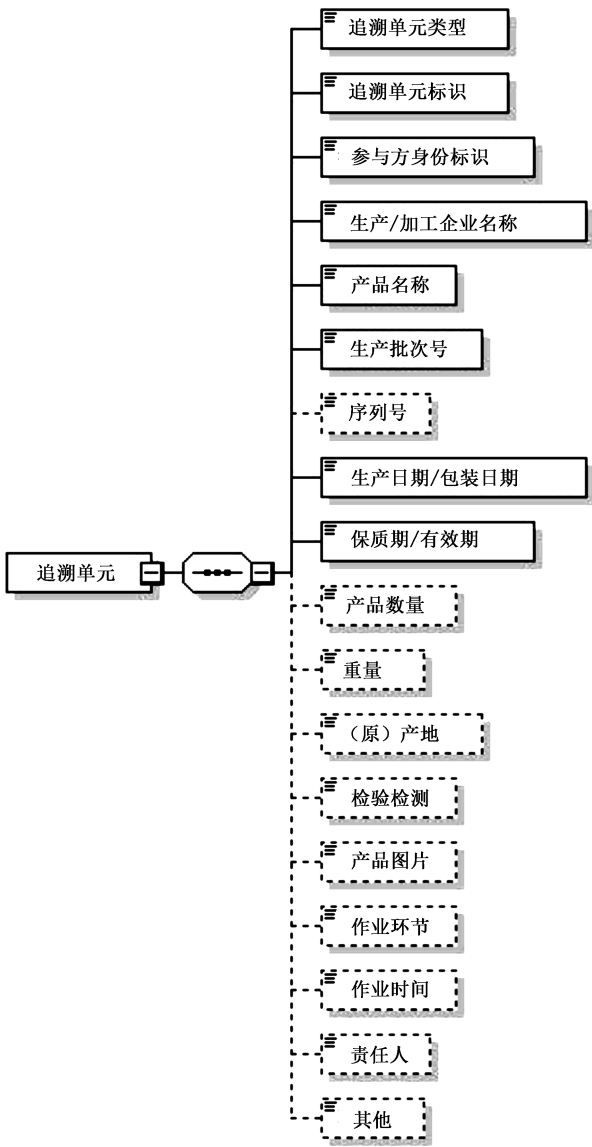 追溯单元类型
追溯单元标识
参与方身份标识
生产/加工企业名称
产品名称
生产批次号
序列号
生产日期/包装日期
保质期/有效期
追溯单元
产品数量
重量
（原）产地
检验检测
产品图片
作业环节
作业时间
责任人
其他